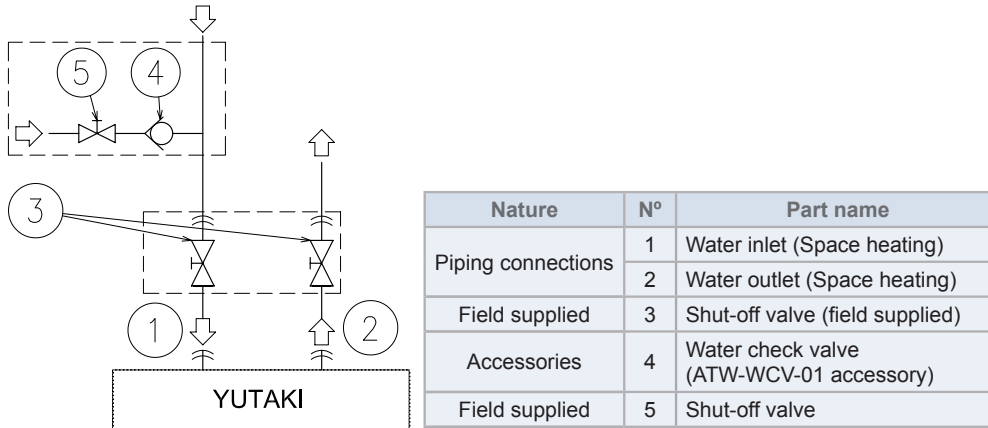 5
4
3
1
2
YUTAKI
Nature Nº Part name
Piping connections 1 Water inlet (Space heating)
2 Water outlet (Space heating)
Field supplied 3 Shut-off valve (field supplied)
Accessories 4 Water check valve
(ATW-WCV-01 accessory)
Field supplied 5 Shut-off valve